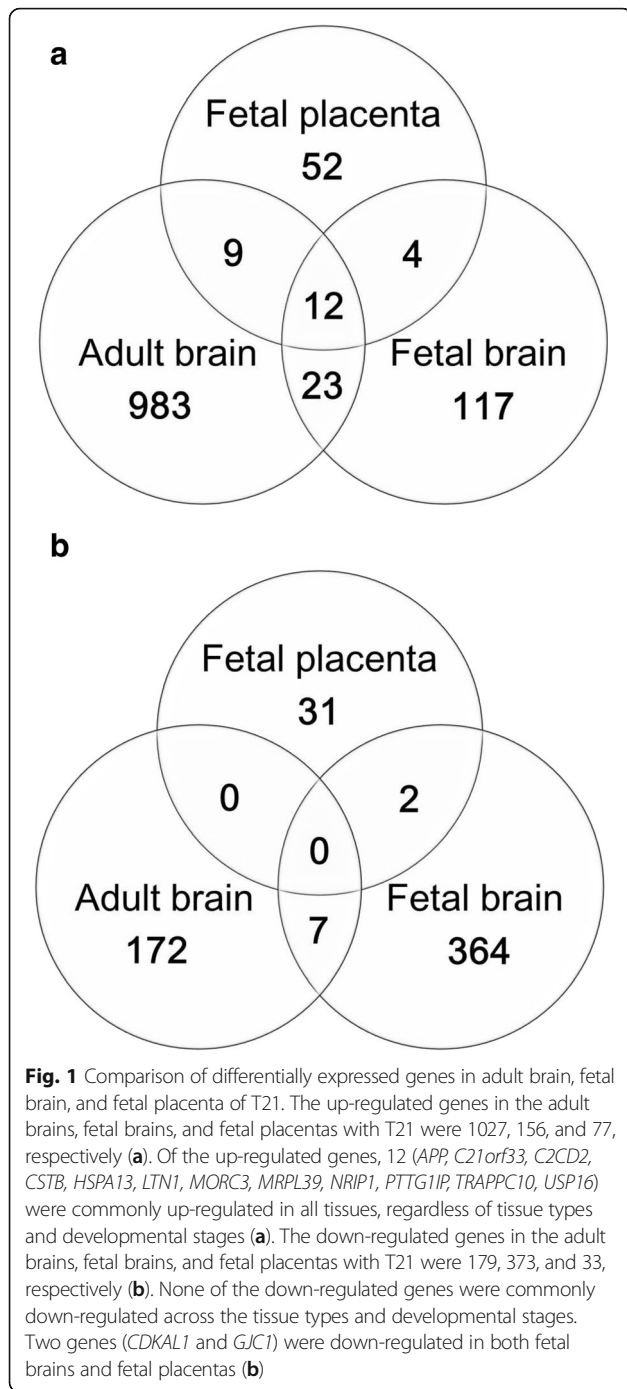 a
Fetal placenta
52
9
4
12
Adult brain
Fetal brain
983
23
117
b
Fetal placenta
31
0
2
0
Adult brain
Fetal brain
172
7
364
Fig. 1 Comparison of differentially expressed genes in adult brain, fetal
brain, and fetal placenta of T21. The up-regulated genes in the adult
brains, fetal brains, and fetal placentas with T21 were 1027, 156, and 77,
respectively (a). Of the up-regulated genes, 12 (APP, C21orf33, C2CD2,
CSTB, HSPA13, LTN1, MORC3, MRPL39, NRIP1, PTTG1IP, TRAPPC10, USP16)
were commonly up-regulated in all tissues, regardless of tissue types
and developmental stages (a). The down-regulated genes in the adult
brains, fetal brains, and fetal placentas with T21 were 179, 373, and 33,
respectively (b). None of the down-regulated genes were commonly
down-regulated across the tissue types and developmental stages.
Two genes (CDKAL1 and GJC1) were down-regulated in both fetal
brains and fetal placentas (b)